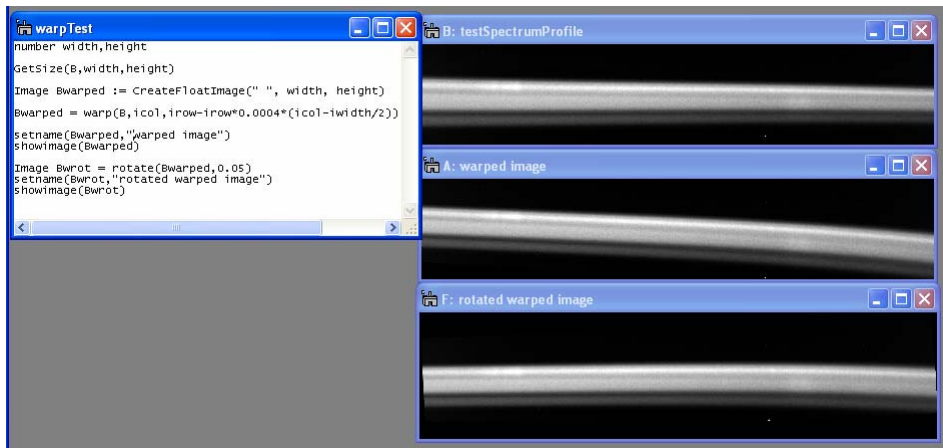 warpTest
number width,height
GetSize(B,width,height)
Image Bwarped := CreateFloatImage(" ", width, height)
Bwarped = warp(B,icol,irow-irow*0.0004*(icol-iwidth/2))
setname(Bwarped,"warped image")
showimage(Bwarped)
Image Bwrot = rotate(Bwarped,0.05)
setname(Bwrot,"rotated warped image")
showimage(Bwrot)
B: testSpectrumProfile
A: warped image
F: rotated warped image